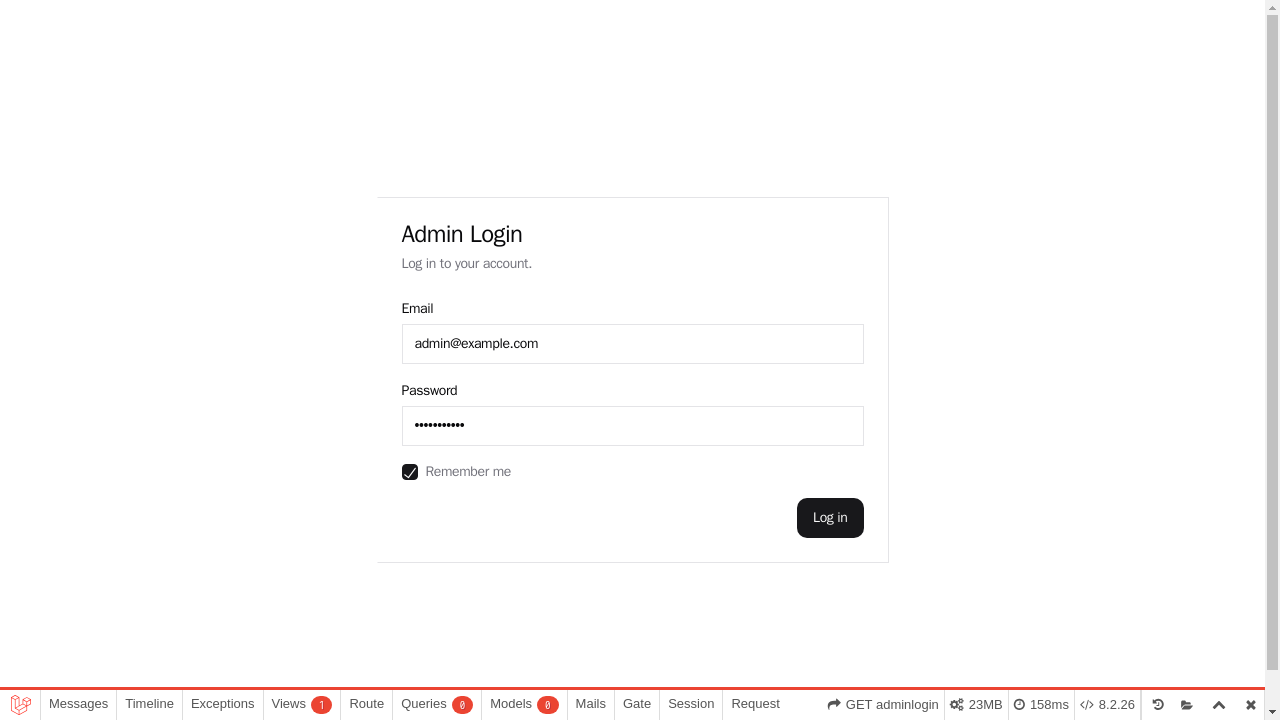 Admin Login
Log in to your account.
Email
admin@example.com
Password
•••••••••••
Remember me
Log in
Messages Timeline Exceptions Views 1 Route Queries 0 Models 0 Mails Gate Session Request GET adminlogin 23MB 158ms 8.2.26